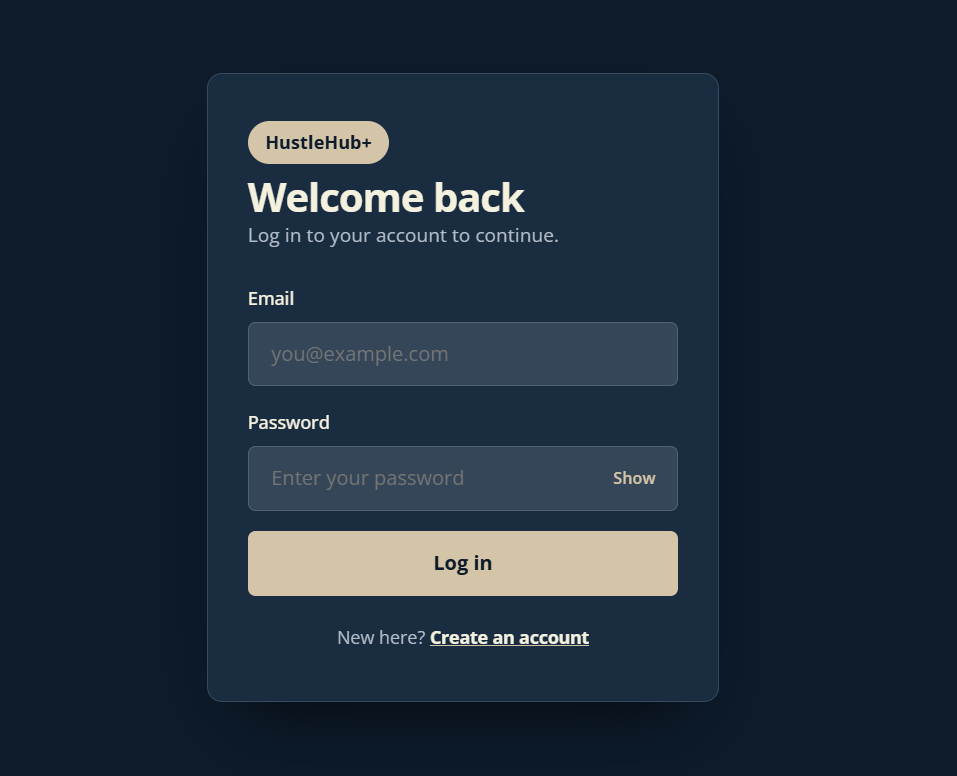 HustleHub+
Welcome back
Log in to your account to continue.
Email
you@example.com
Password
Enter your password Show
Log in
New here? Create an account